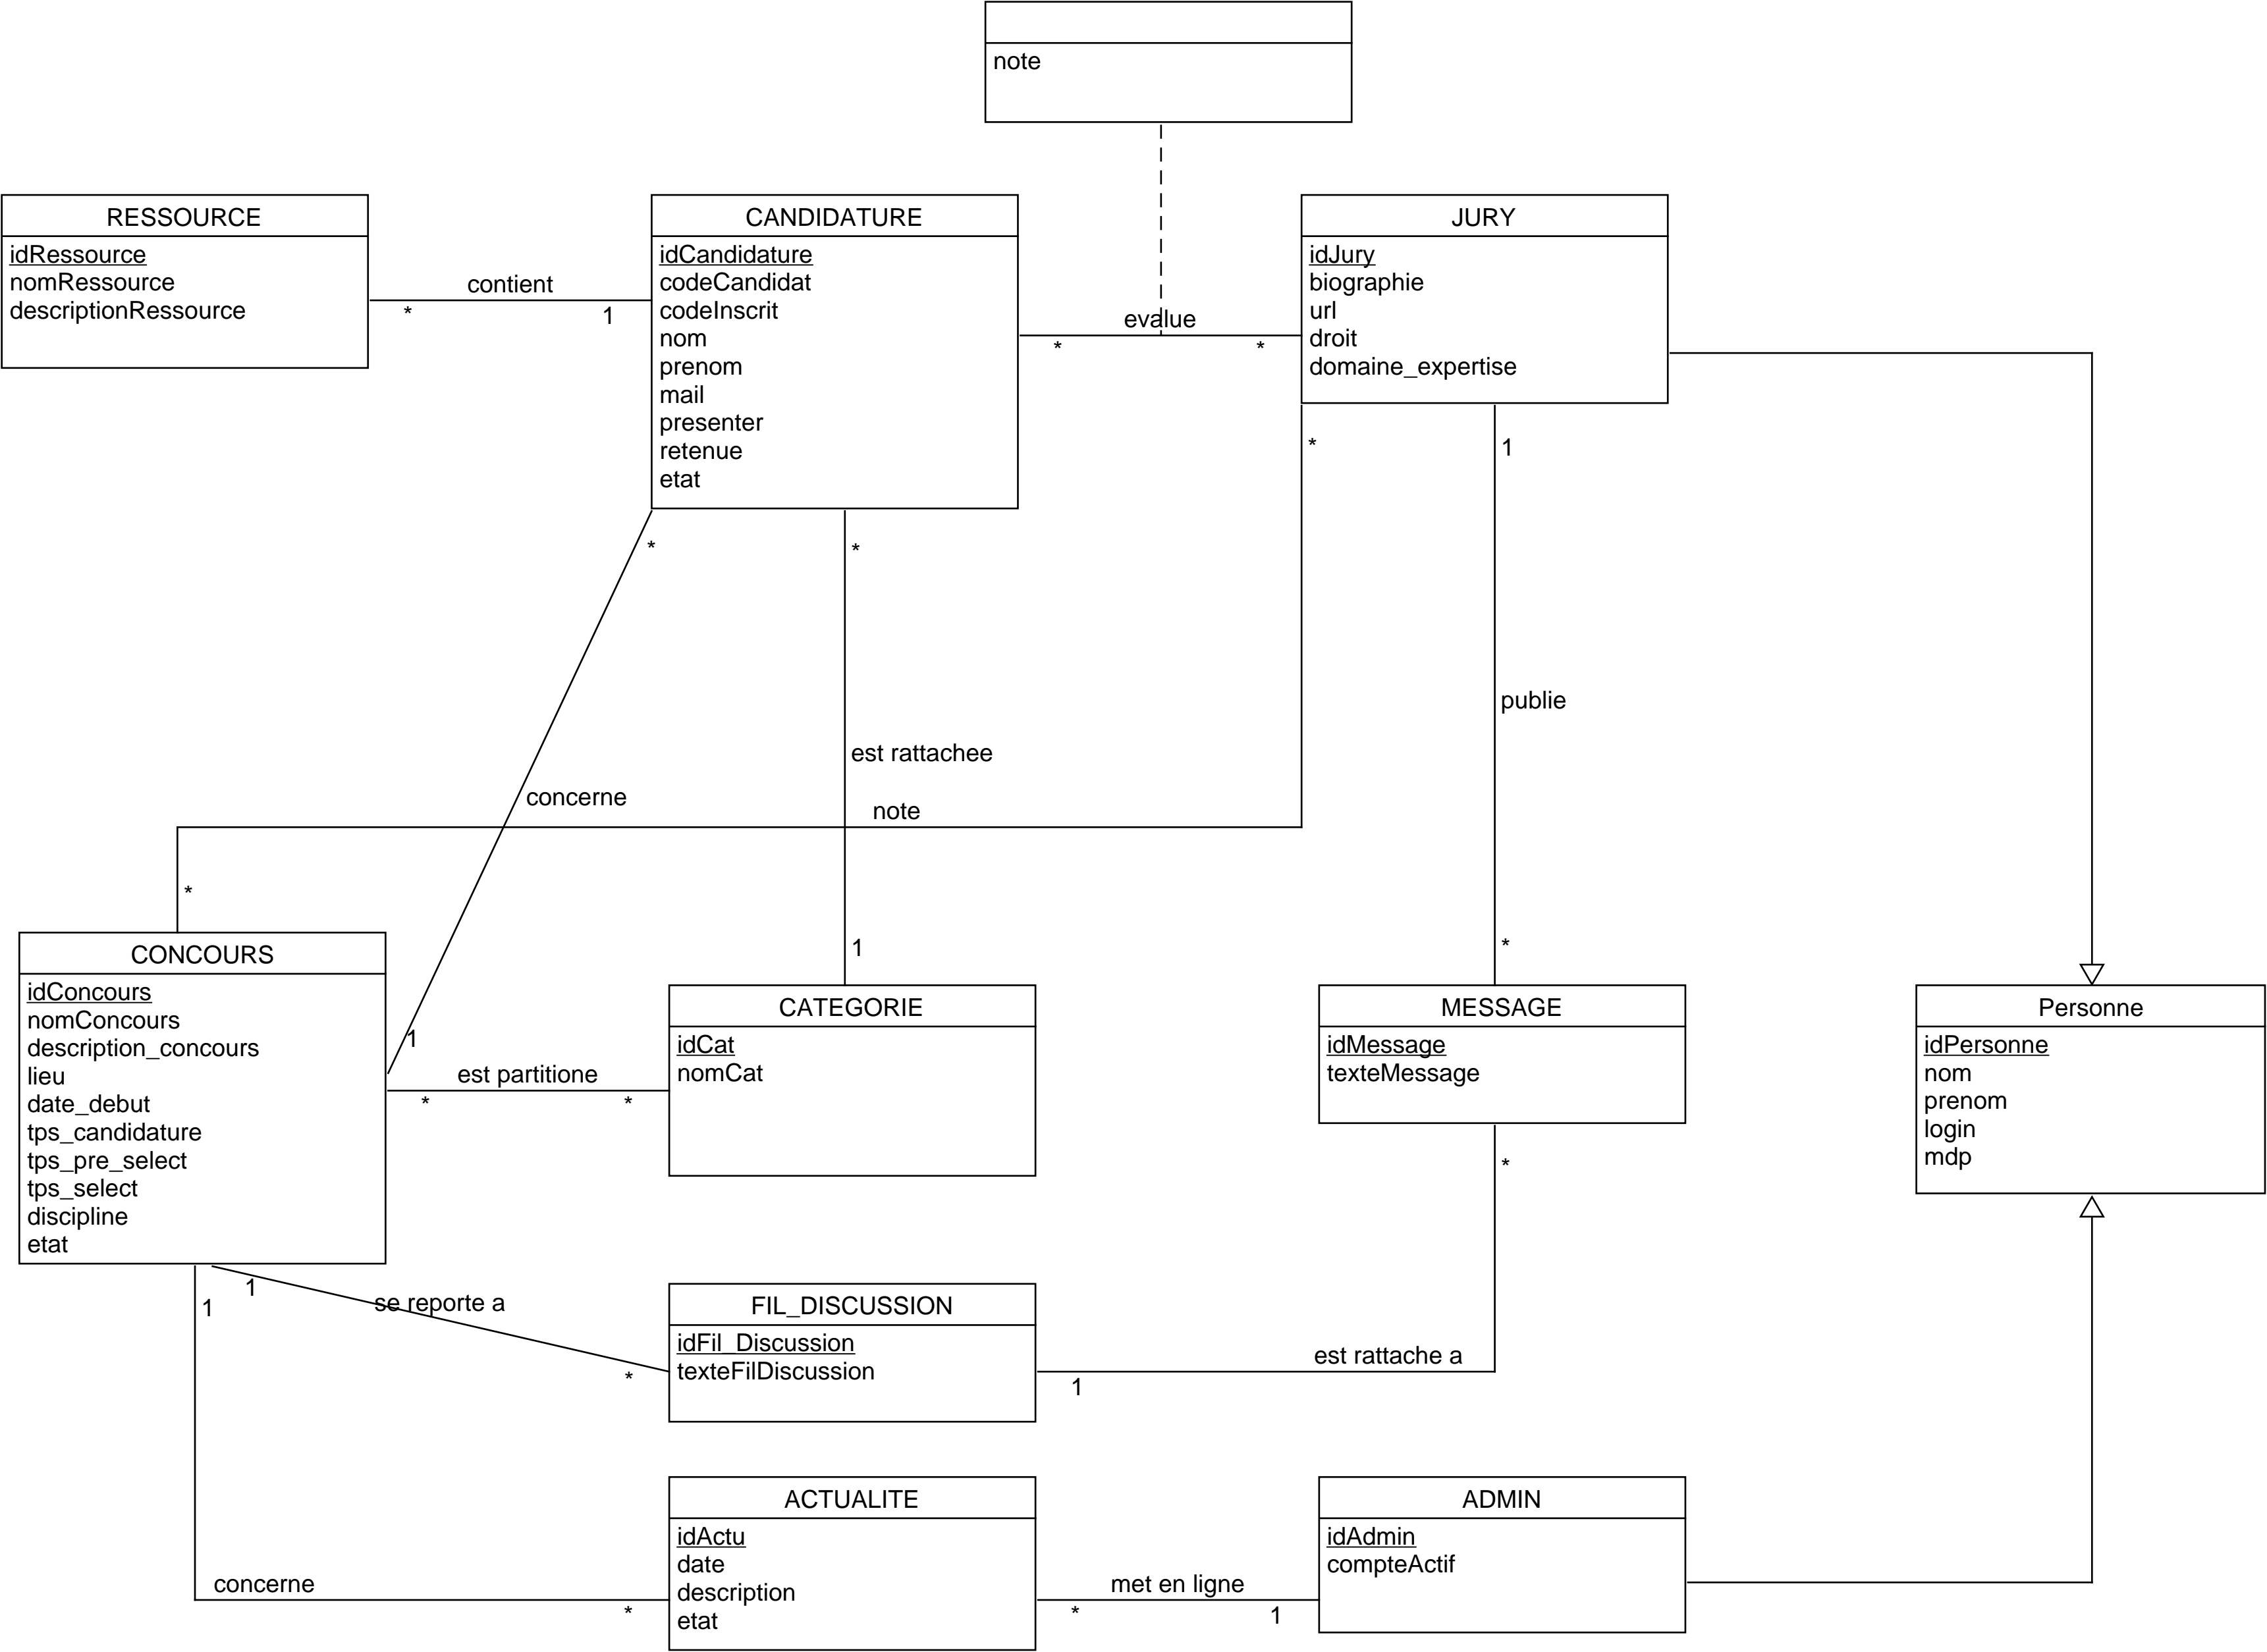 note
RESSOURCE
idRessource
nomRessource
descriptionRessource
contient
*
1
CANDIDATURE
idCandidature
codeCandidat
codeInscrit
nom
prenom
mail
presenter
retenue
etat
evalue
*
*
JURY
idJury
biographie
url
droit
domaine_expertise
*
1
*
*
publie
est rattachee
concerne
note
*
1
*
1
CONCOURS
idConcours
nomConcours
description_concours
lieu
date_debut
tps_candidature
tps_pre_select
tps_select
discipline
etat
est partitione
*
*
CATEGORIE
idCat
nomCat
MESSAGE
idMessage
texteMessage
Personne
idPersonne
nom
prenom
login
mdp
*
1
1
se reporte a
*
FIL_DISCUSSION
idFil_Discussion
texteFilDiscussion
est rattache a
1
concerne
*
ACTUALITE
idActu
date
description
etat
met en ligne
*
1
ADMIN
idAdmin
compteActif